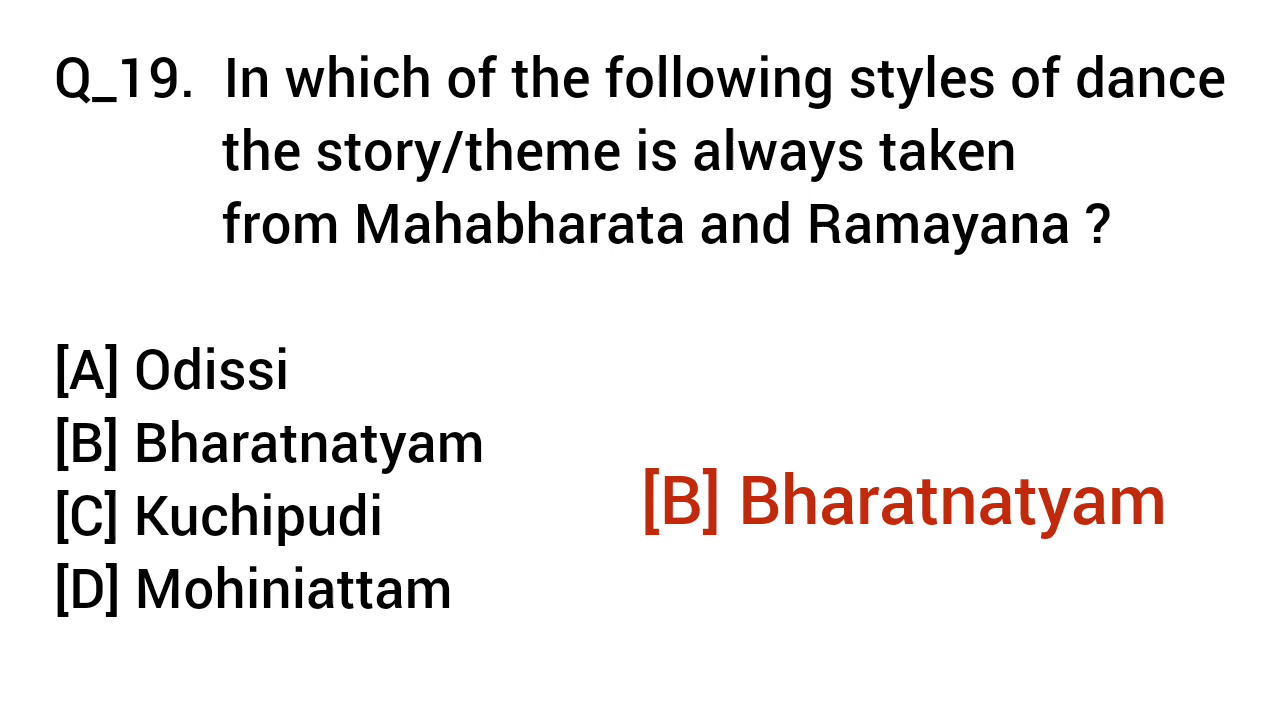 Q_19. In which of the following styles of dance
the story/theme is always taken
from Mahabharata and Ramayana ?
[A] Odissi
[B] Bharatnatyam
[C] Kuchipudi
[D] Mohiniattam
[B] Bharatnatyam